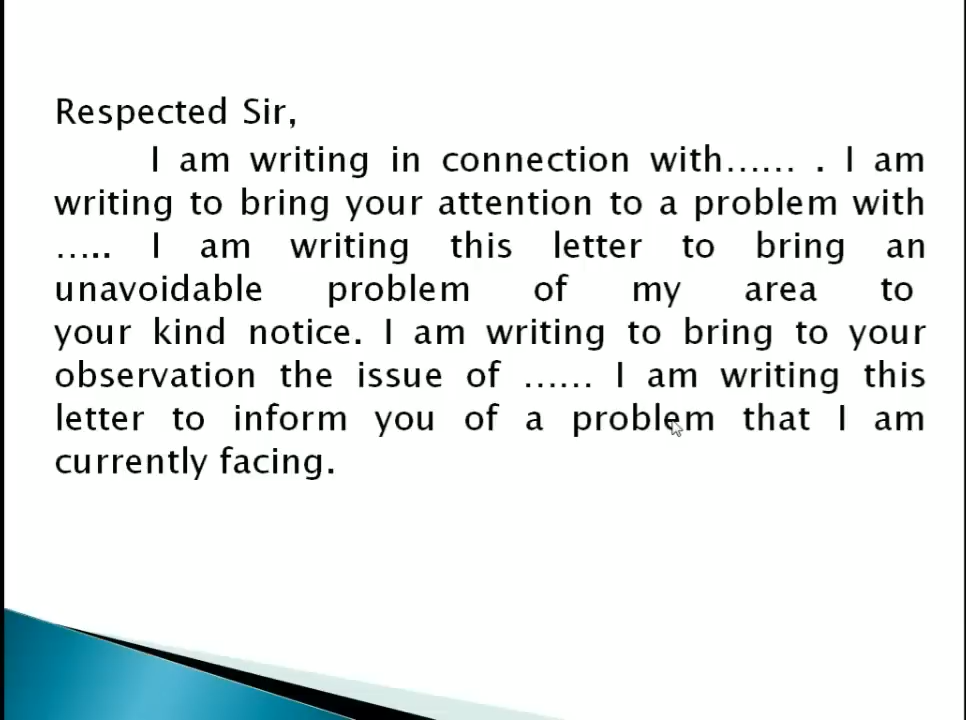 Respected Sir,
I am writing in connection with…… . I am
writing to bring your attention to a problem with
….. I am writing this letter to bring an
unavoidable problem of my area to
your kind notice. I am writing to bring to your
observation the issue of …… I am writing this
letter to inform you of a problem that I am
currently facing.